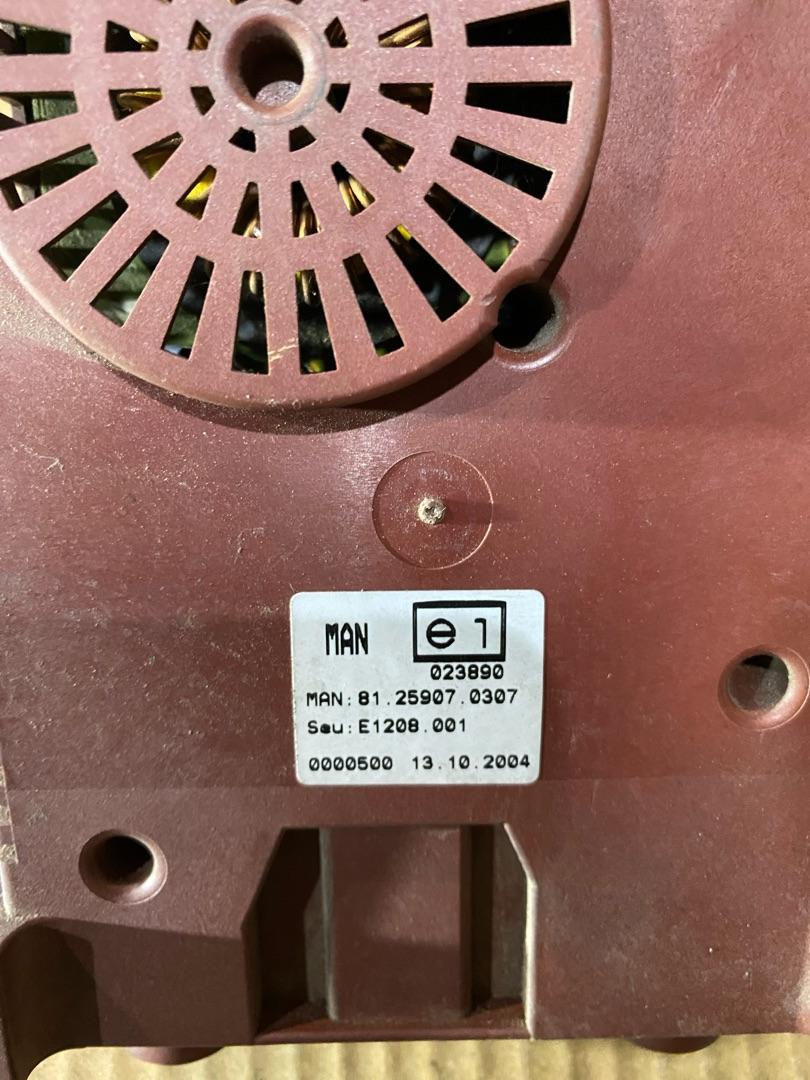 MAN e1
023890
MAN: 81.25907.0307
Sau: E1208.001
0000500 13.10.2004